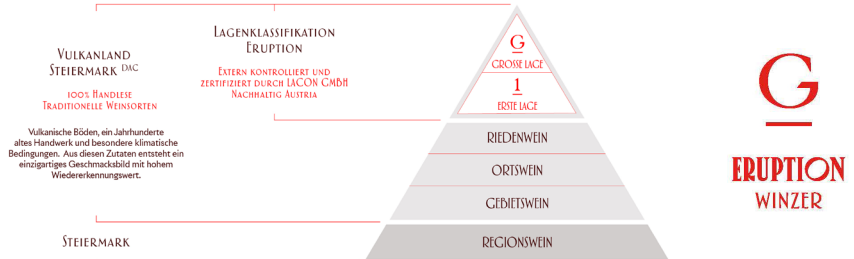 Vulkanland
Steiermark DAC
100% Handlese
Traditionelle Weinsorten
Vulkanische Böden, ein Jahrhunderte
altes Handwerk und besondere klimatische
Bedingungen. Aus diesen Zutaten entsteht ein
einzigartiges Geschmacksbild mit hohem
Wiedererkennungswert.
Steiermark
Lagenklassifikation
Eruption
Extern kontrolliert und
zertifiziert durch LACON GMBH
Nachhaltig Austria
G
GROSSE LAGE
1
ERSTE LAGE
RIEDENWEIN
ORTSWEIN
GEBIETSWEIN
REGIONSWEIN
G
ERUPTION
WINZER